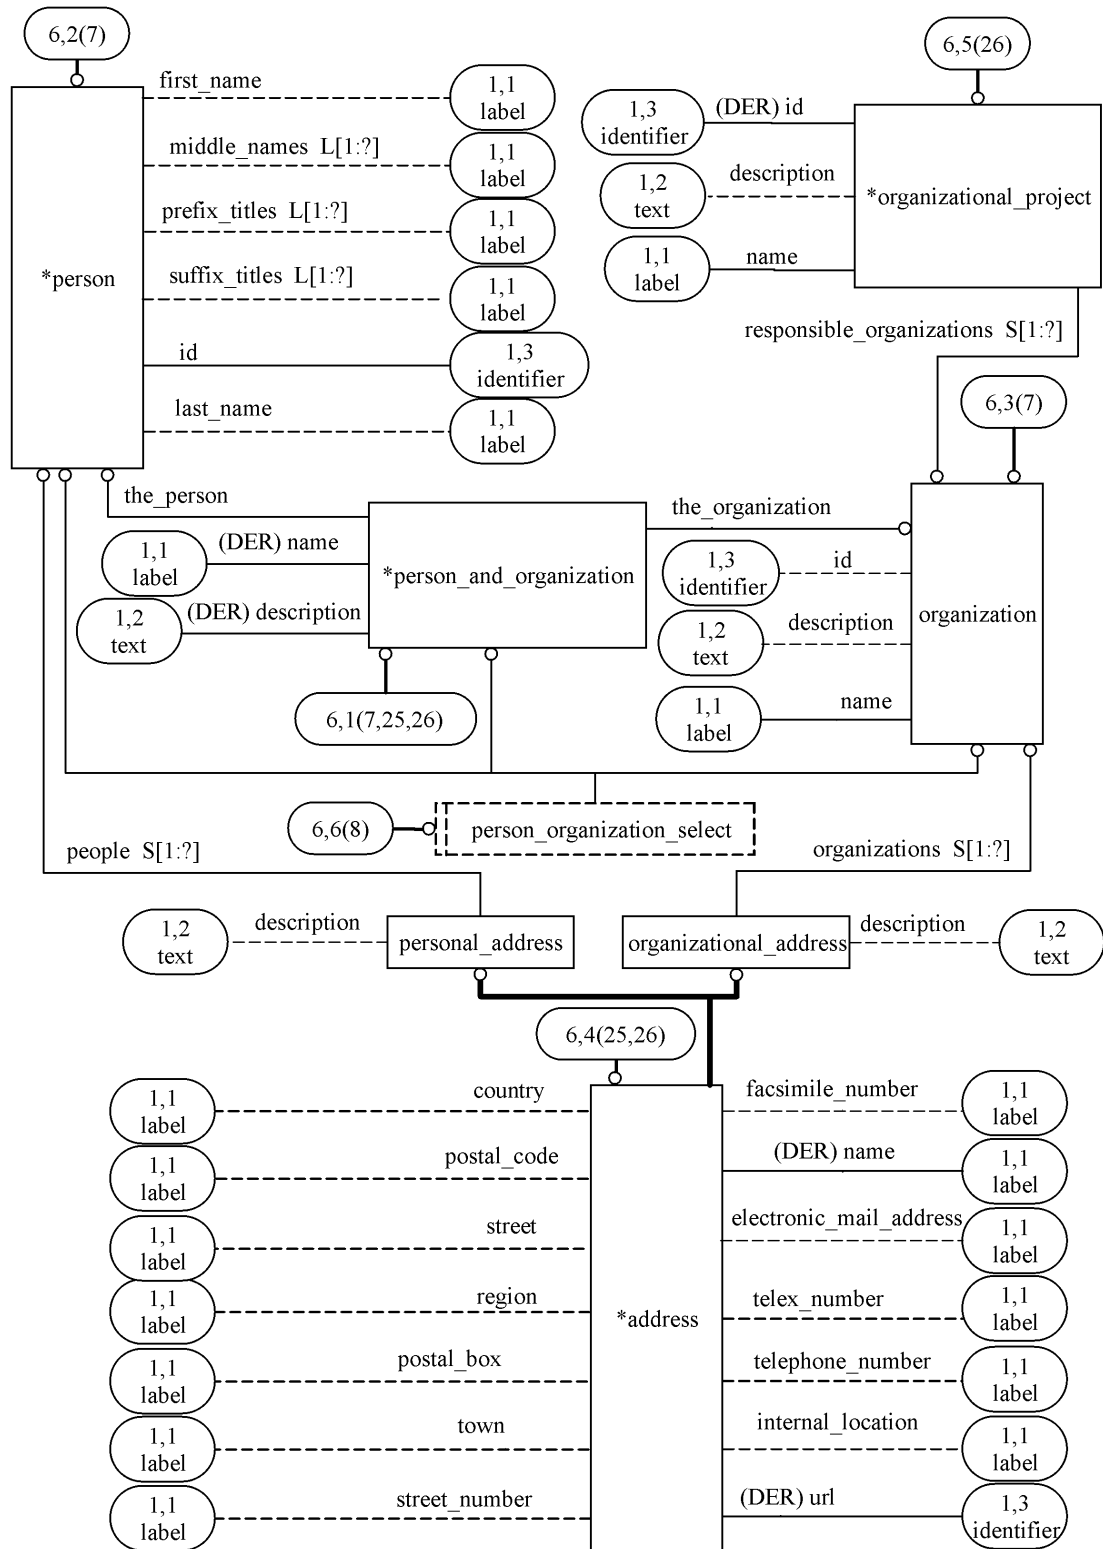 6,2(7)
first_name
1,1
label
middle_names L[1:?]
1,1
label
prefix_titles L[1:?]
1,1
label
*person
suffix_titles L[1:?]
1,1
label
id
1,3
identifier
last_name
1,1
label
6,5(26)
(DER) id
1,3
identifier
description
1,2
text
*organizational_project
name
1,1
label
responsible_organizations S[1:?]
6,3(7)
the_person
the_organization
(DER) name
1,1
label
*person_and_organization
(DER) description
1,2
text
id
1,3
identifier
description
1,2
text
organization
name
1,1
label
6,1(7,25,26)
6,6(8)
person_organization_select
people S[1:?]
organizations S[1:?]
description
1,2
text
personal_address
organizational_address
description
1,2
text
6,4(25,26)
country
1,1
label
postal_code
1,1
label
street
1,1
label
region
1,1
label
postal_box
1,1
label
town
1,1
label
street_number
1,1
label
*address
facsimile_number
1,1
label
(DER) name
1,1
label
electronic_mail_address
1,1
label
telex_number
1,1
label
telephone_number
1,1
label
internal_location
1,1
label
(DER) url
1,3
identifier